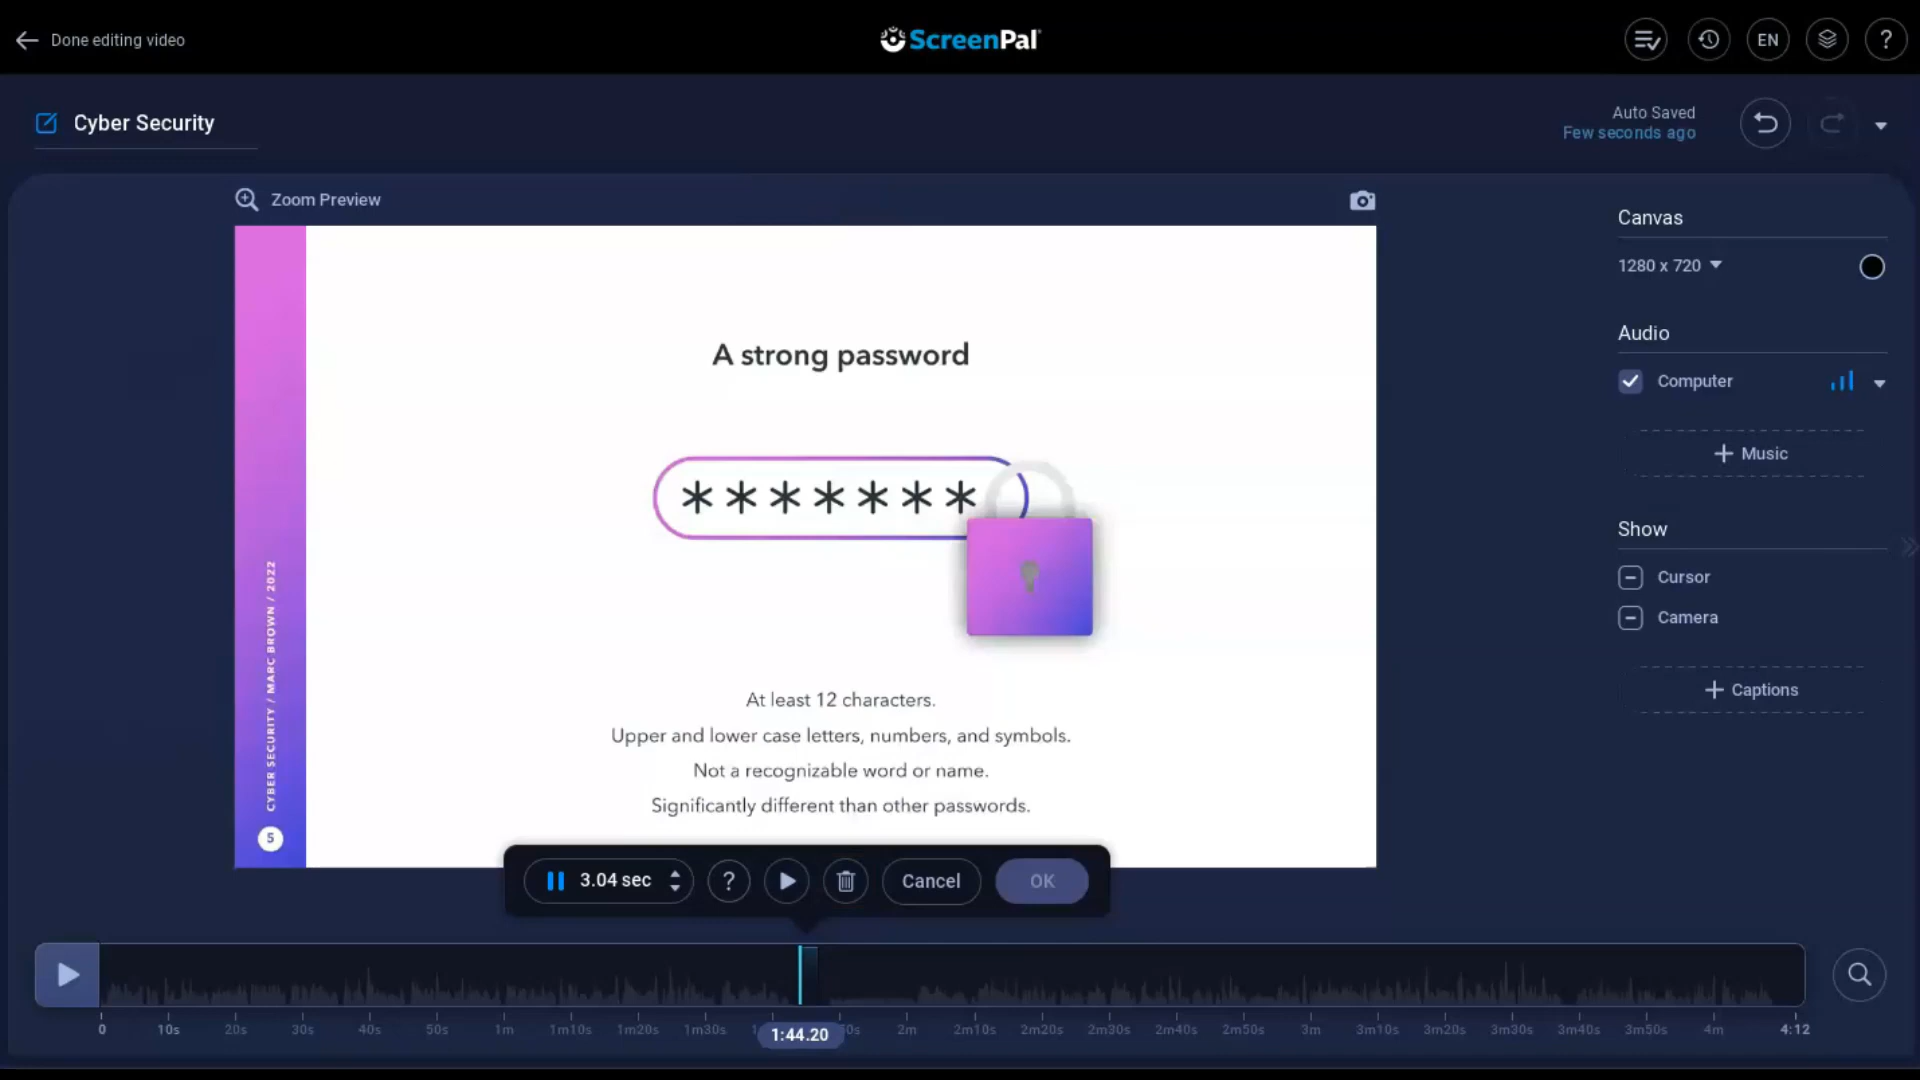 Done editing video
ScreenPal
EN
?
Cyber Security
Auto Saved
Few seconds ago
Zoom Preview
Canvas
1280 x 720
Audio
Computer
+ Music
Show
Cursor
Camera
+ Captions
A strong password
*******
At least 12 characters.
Upper and lower case letters, numbers, and symbols.
Not a recognizable word or name.
Significantly different than other passwords.
CYBER SECURITY / MARC BROWN / 2022
5
3.04 sec
?
Cancel
OK
0 10s 20s 30s 40s 50s 1m 1m10s 1m20s 1m30s 1:44.20 2m 2m10s 2m20s 2m30s 2m40s 2m50s 3m 3m10s 3m20s 3m30s 3m40s 3m50s 4m 4:12